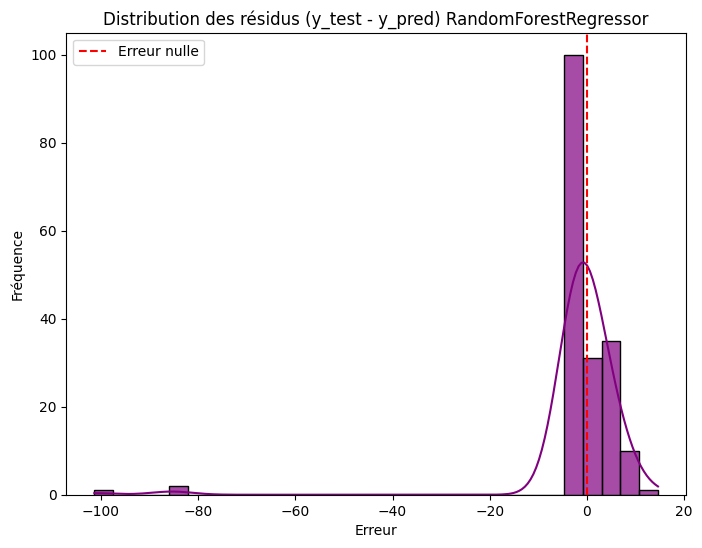 Distribution des résidus (y_test - y_pred) RandomForestRegressor
Erreur nulle
Fréquence
100
80
60
40
20
0
−100 −80 −60 −40 −20 0 20
Erreur